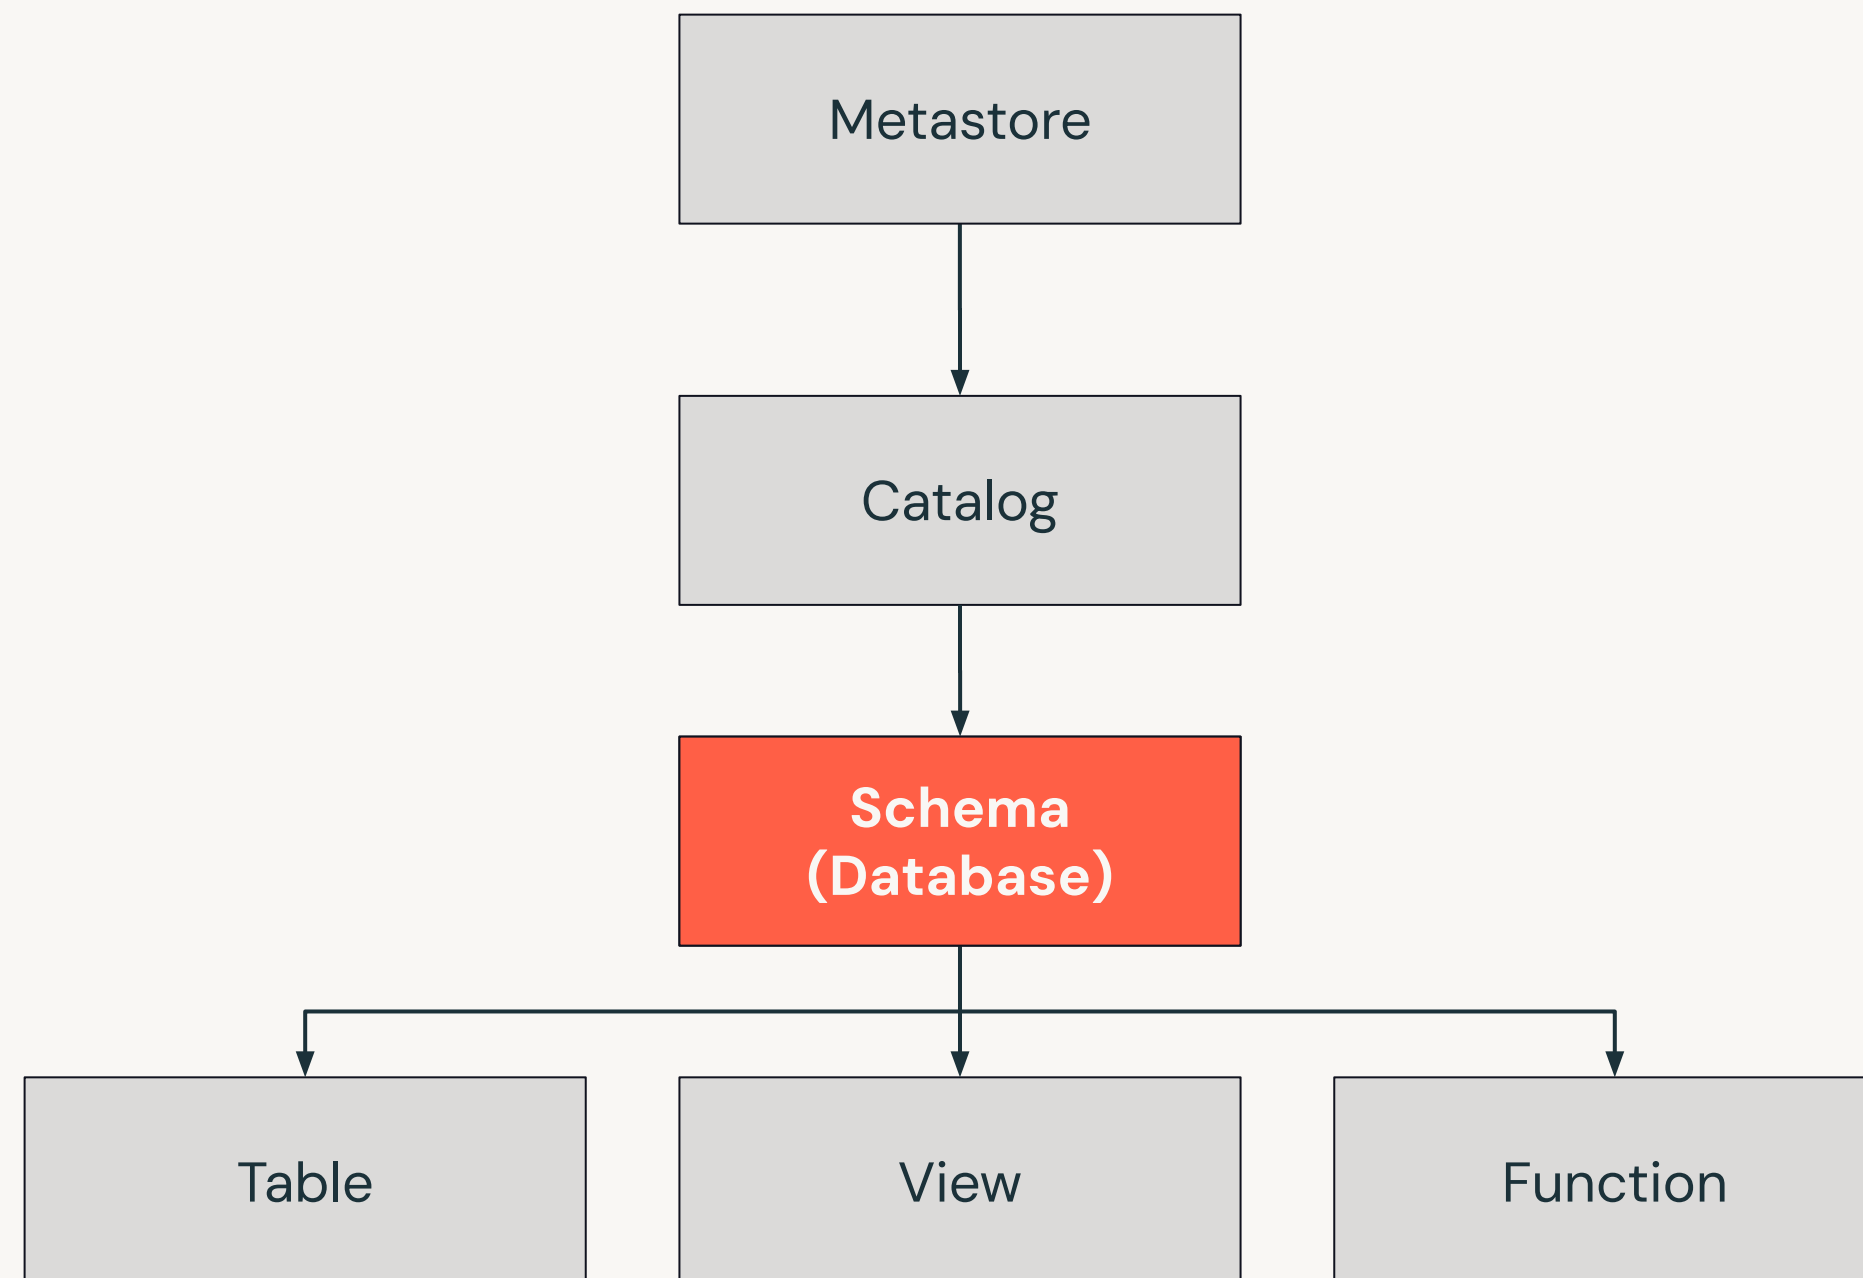 Metastore
Catalog
Schema
(Database)
Table
View
Function